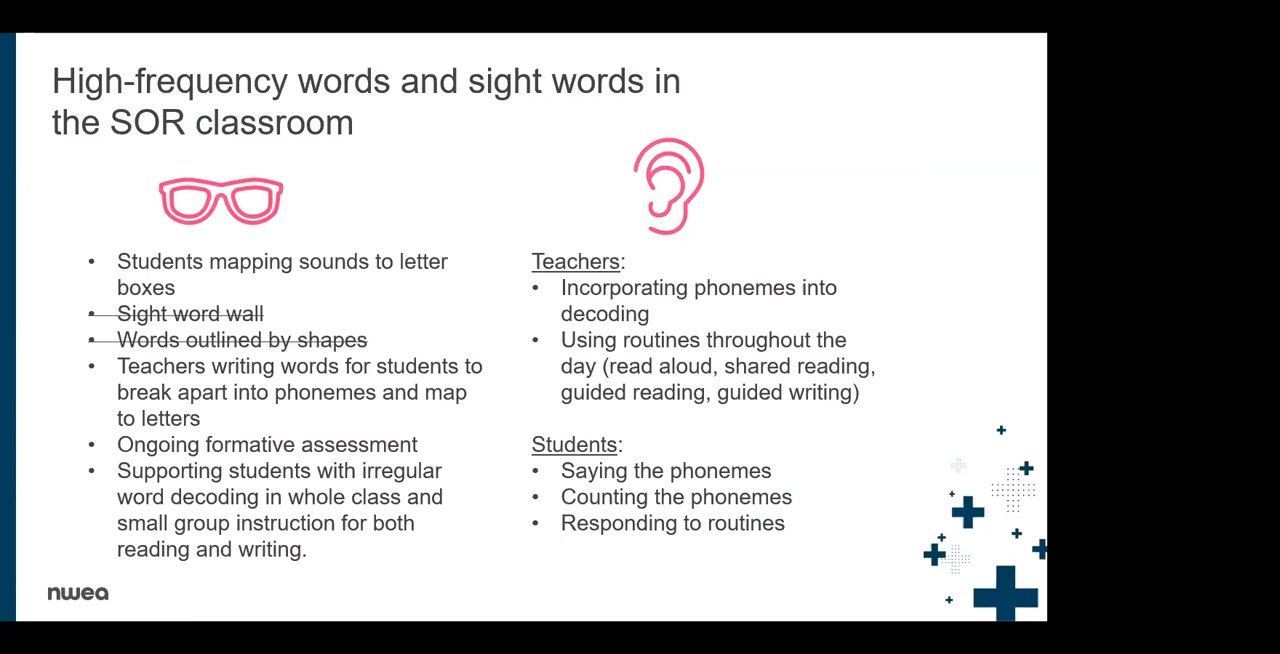 High-frequency words and sight words in
the SOR classroom
• Students mapping sounds to letter
boxes
• Sight word wall
• Words outlined by shapes
• Teachers writing words for students to
break apart into phonemes and map
to letters
• Ongoing formative assessment
• Supporting students with irregular
word decoding in whole class and
small group instruction for both
reading and writing.
Teachers:
• Incorporating phonemes into
decoding
• Using routines throughout the
day (read aloud, shared reading,
guided reading, guided writing)
Students:
• Saying the phonemes
• Counting the phonemes
• Responding to routines
nwea